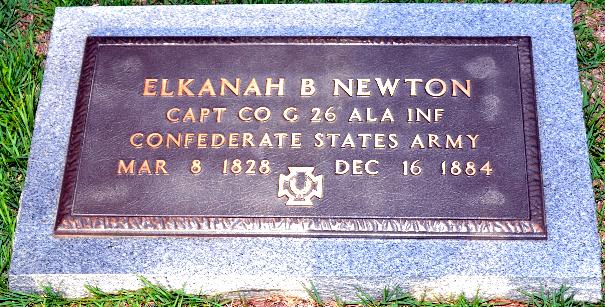 ELKANAH B NEWTON
CAPT CO G 26 ALA INF
CONFEDERATE STATES ARMY
MAR 8 1828 DEC 16 1884